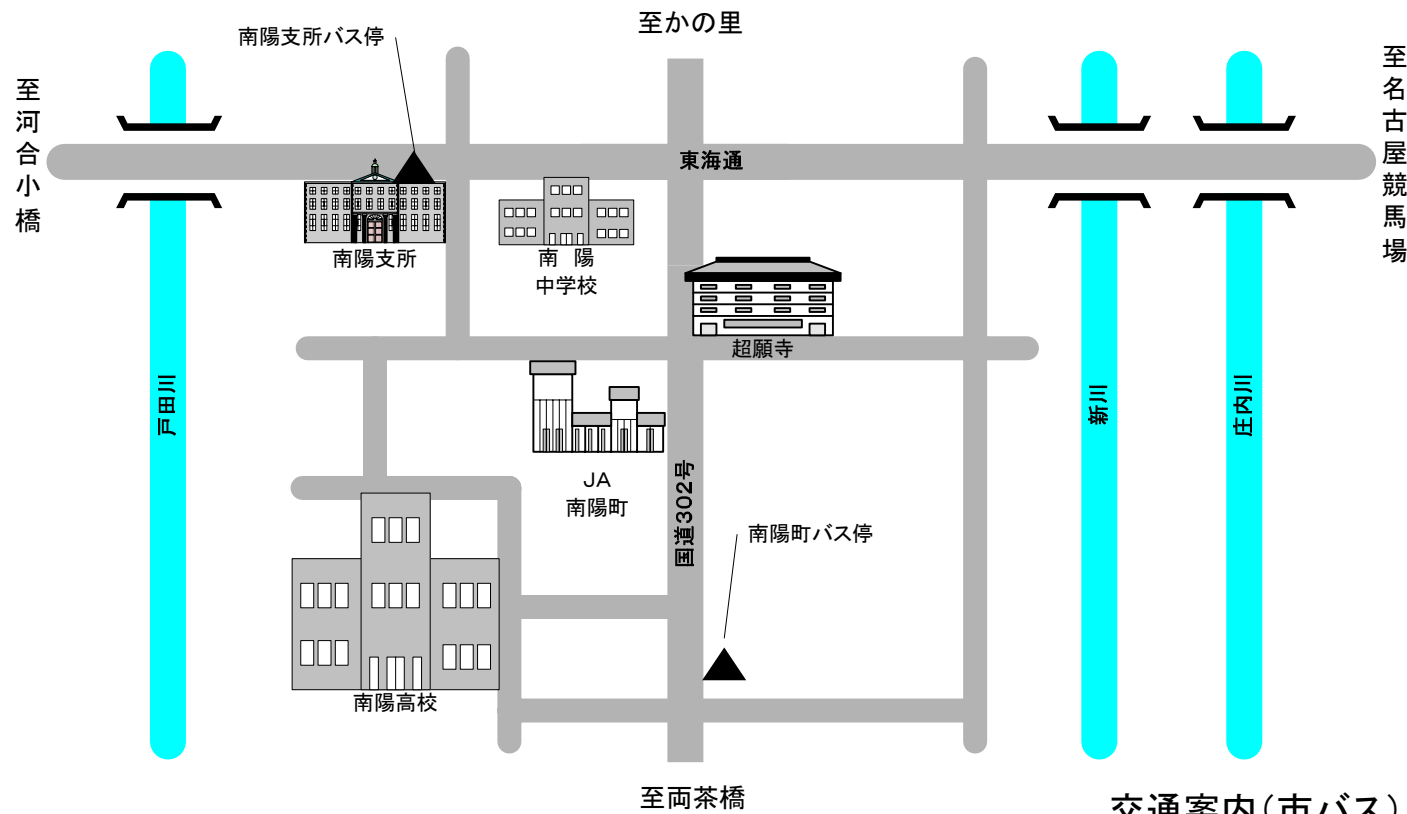 至かの里
南陽支所バス停
至河合小橋
至名古屋競馬場
東海通
南陽支所
南　陽
中学校
超願寺
戸田川
新川
庄内川
JA
南陽町
国道302号
南陽町バス停
南陽高校
至両茶橋
交通案内（市バス）